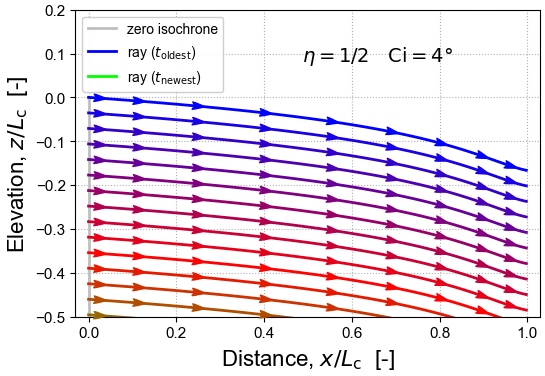 zero isochrone
ray (t_oldest)
ray (t_newest)
η = 1/2 Ci = 4°
0.2
0.1
0.0
−0.1
−0.2
−0.3
−0.4
−0.5
Elevation, z/L_c [-]
0.0 0.2 0.4 0.6 0.8 1.0
Distance, x/L_c [-]